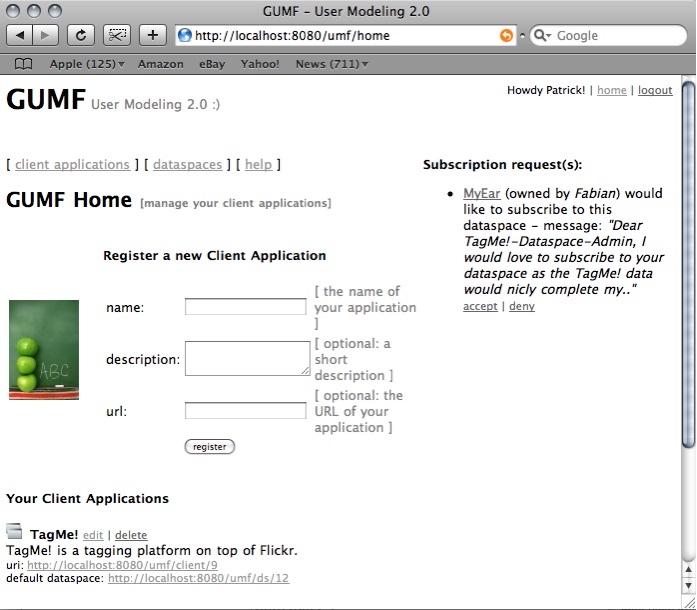 GUMF - User Modeling 2.0
http://localhost:8080/umf/home
Google
Apple (125)▾ Amazon eBay Yahoo! News (711)▾
GUMF User Modeling 2.0 :)
Howdy Patrick! | home | logout
[ client applications ] [ dataspaces ] [ help ]
GUMF Home [manage your client applications]
Register a new Client Application
name:
[ the name of
your application
]
description:
[ optional: a
short
description ]
url:
[ optional: the
URL of your
application ]
register
ABC
Your Client Applications
TagMe! edit | delete
TagMe! is a tagging platform on top of Flickr.
uri: http://localhost:8080/umf/client/9
default dataspace: http://localhost:8080/umf/ds/12
Subscription request(s):
• MyEar (owned by Fabian) would
like to subscribe to this
dataspace - message: "Dear
TagMe!-Dataspace-Admin, I
would love to subscribe to your
dataspace as the TagMe! data
would nicly complete my.."
accept | deny